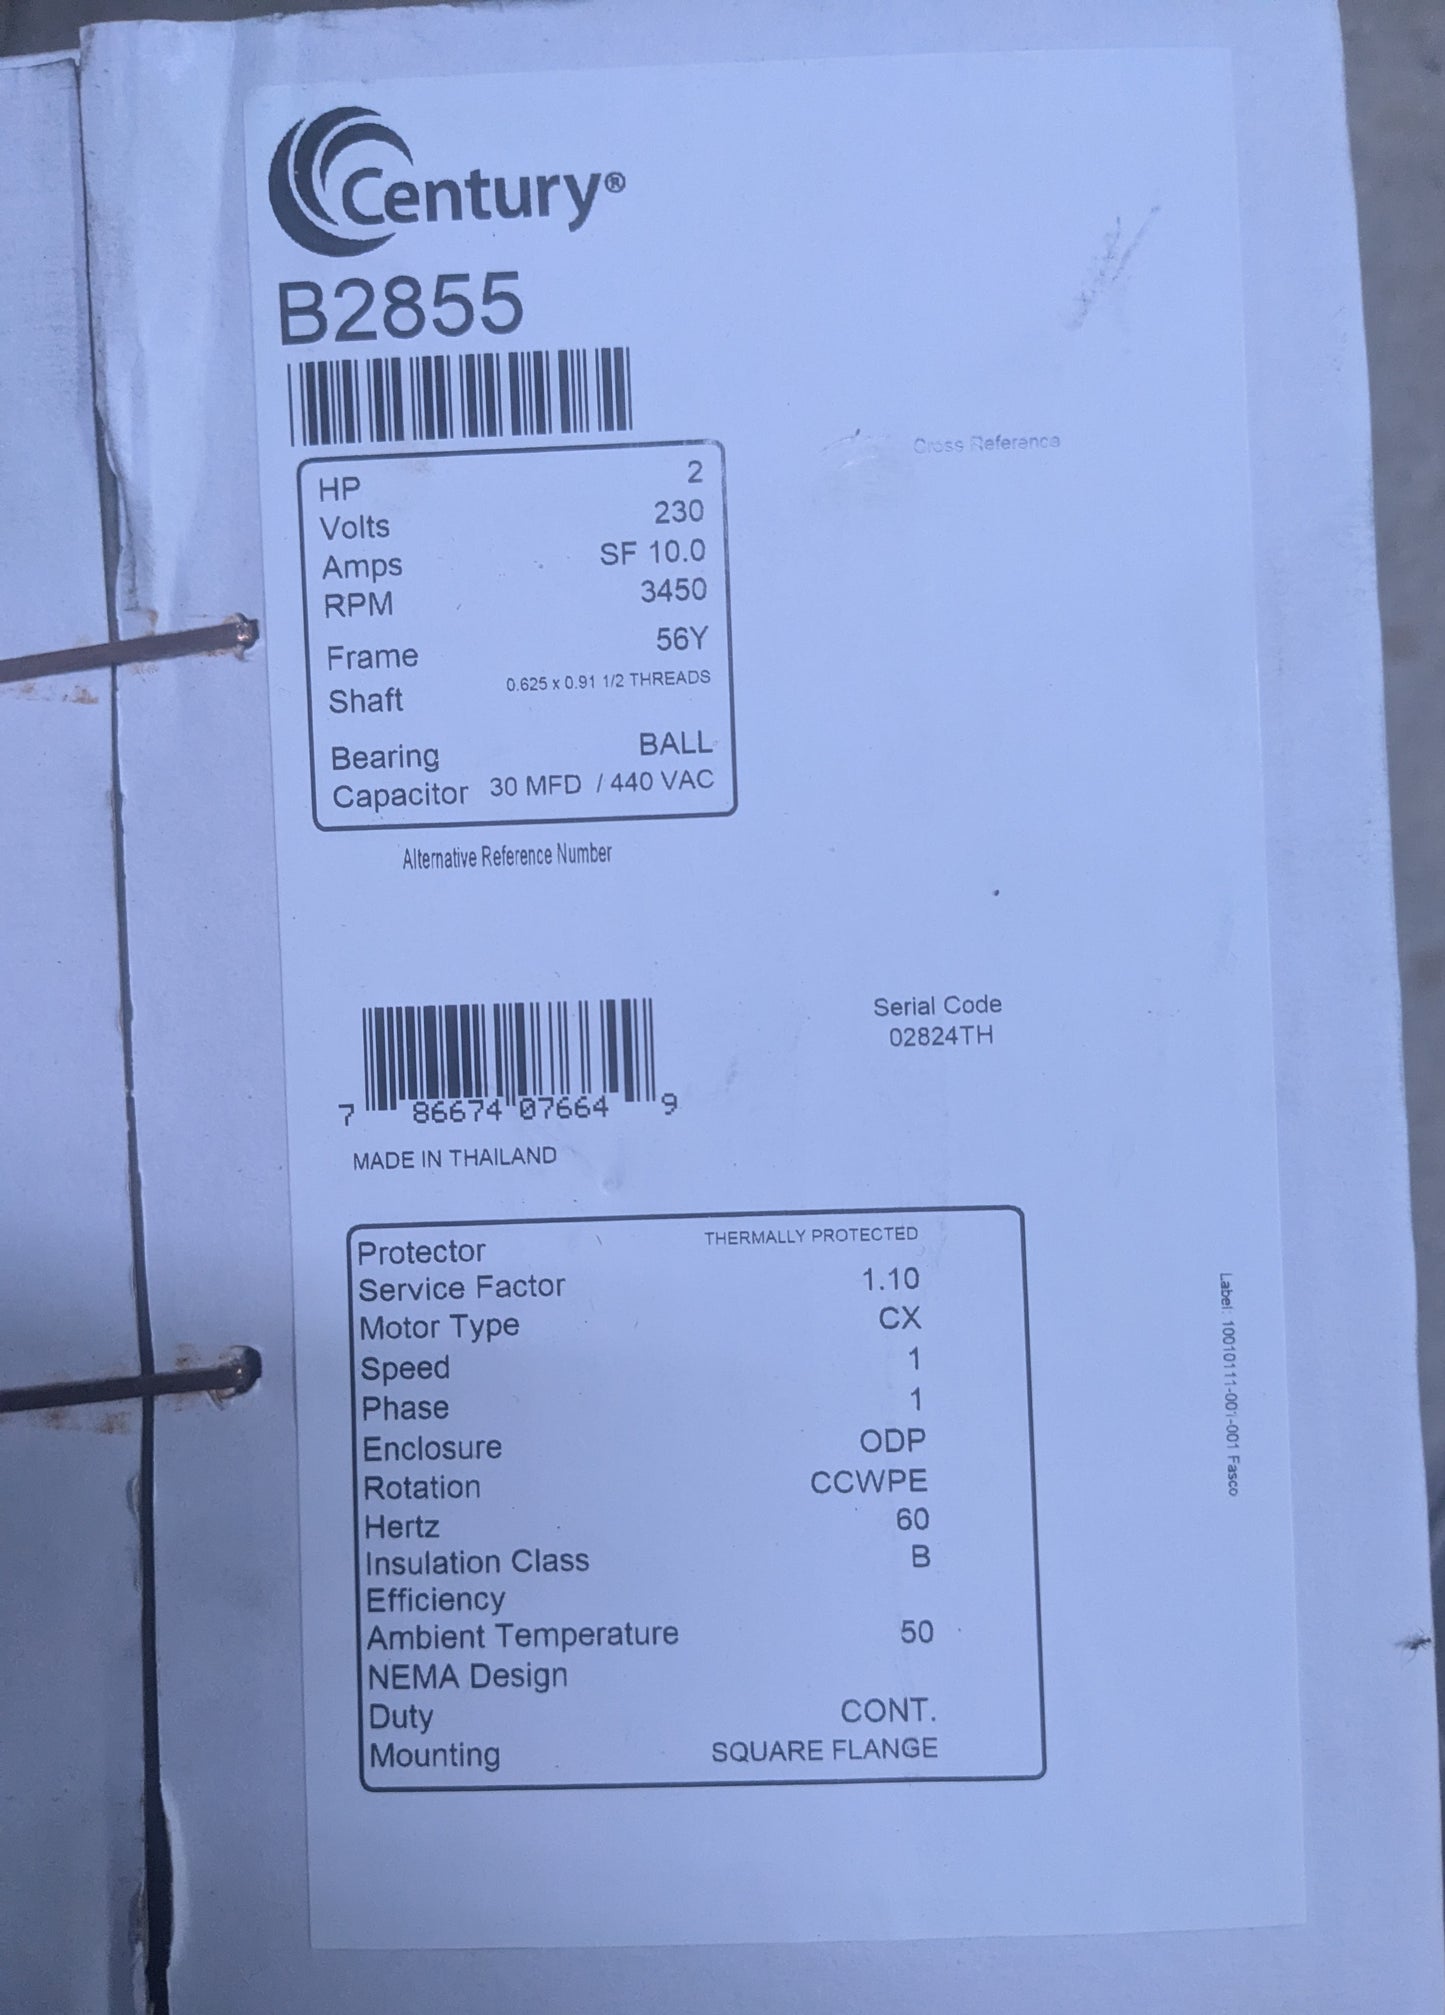 Century®
B2855
HP 2
Volts 230
Amps SF 10.0
RPM 3450
Frame 56Y
Shaft 0.625 x 0.91 1/2 THREADS
Bearing BALL
Capacitor 30 MFD / 440 VAC
Cross Reference
Alternative Reference Number
7 86674 07664 9
Serial Code
02824TH
MADE IN THAILAND
Protector THERMALLY PROTECTED
Service Factor 1.10
Motor Type CX
Speed 1
Phase 1
Enclosure ODP
Rotation CCWPE
Hertz 60
Insulation Class B
Efficiency
Ambient Temperature 50
NEMA Design
Duty CONT.
Mounting SQUARE FLANGE
Label: 10010111-001-001 Fasco